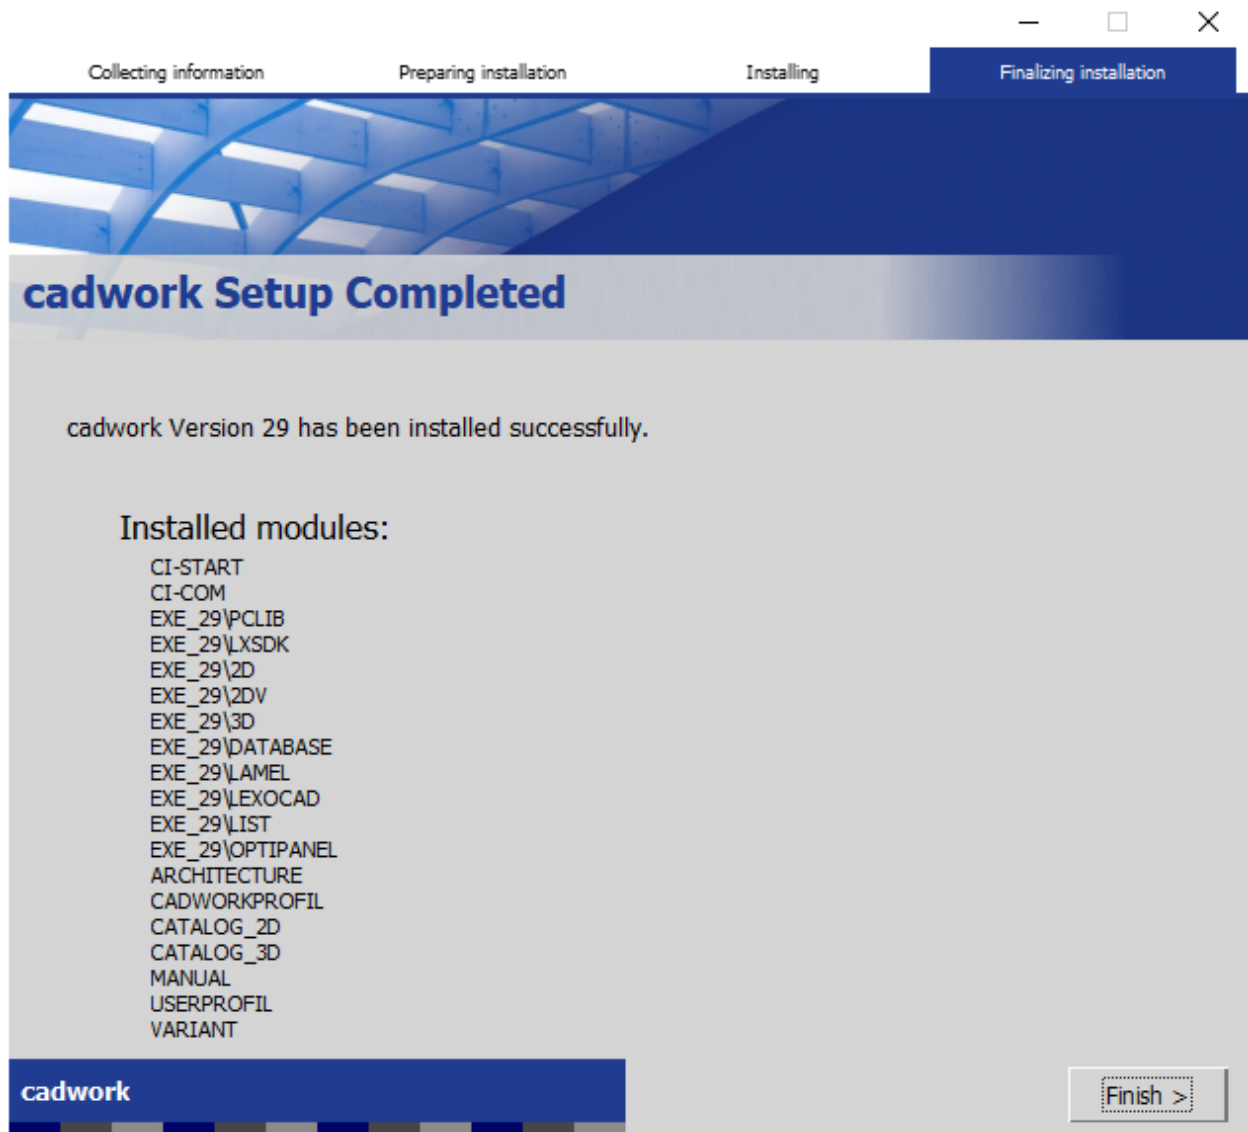 Collecting information
Preparing installation
Installing
Finalizing installation
cadwork Setup Completed
cadwork Version 29 has been installed successfully.
Installed modules:
CI-START
CI-COM
EXE_29\PCLIB
EXE_29\LXSDK
EXE_29\2D
EXE_29\2DV
EXE_29\3D
EXE_29\DATABASE
EXE_29\LAMEL
EXE_29\LEXOCAD
EXE_29\LIST
EXE_29\OPTIPANEL
ARCHITECTURE
CADWORKPROFIL
CATALOG_2D
CATALOG_3D
MANUAL
USERPROFIL
VARIANT
cadwork
Finish >